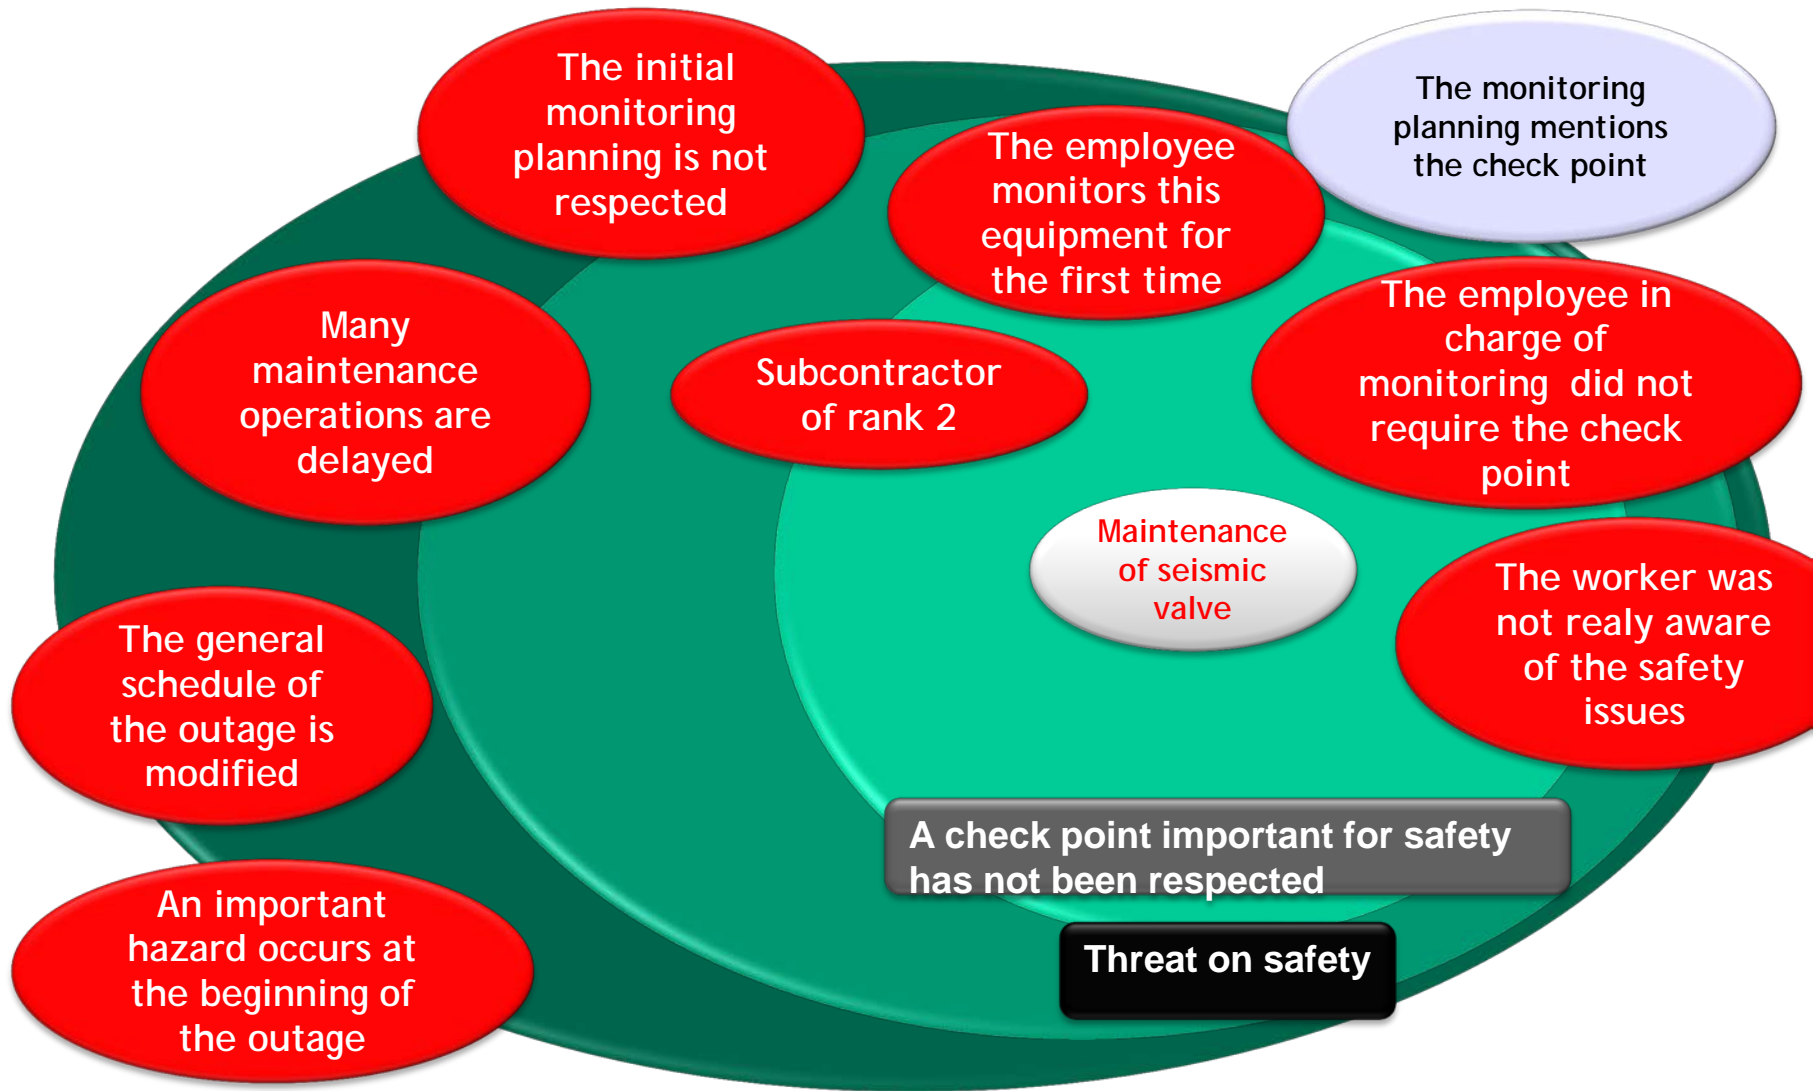 The initial
monitoring
planning is not
respected
The monitoring
planning mentions
the check point
The employee
monitors this
equipment for
the first time
Many
maintenance
operations are
delayed
Subcontractor
of rank 2
The employee in
charge of
monitoring did not
require the check
point
Maintenance
of seismic
valve
The worker was
not realy aware
of the safety
issues
The general
schedule of
the outage is
modified
A check point important for safety
has not been respected
An important
hazard occurs at
the beginning of
the outage
Threat on safety